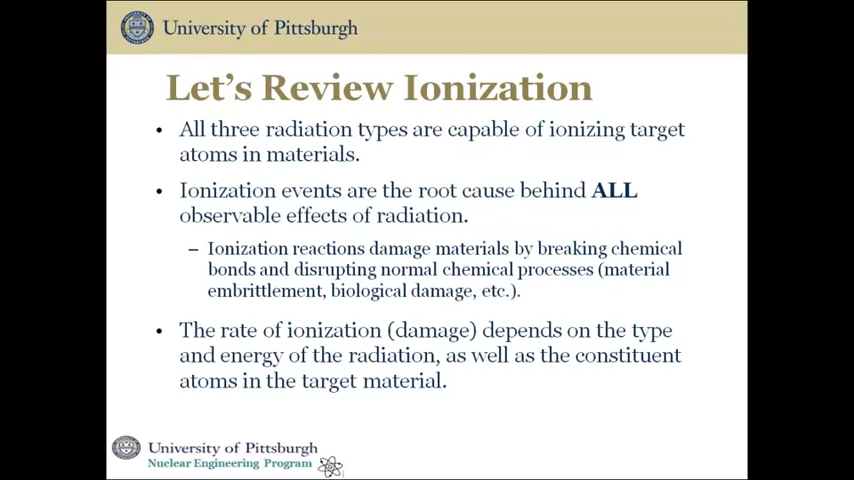 University of Pittsburgh
Let's Review Ionization
• All three radiation types are capable of ionizing target
atoms in materials.
• Ionization events are the root cause behind ALL
observable effects of radiation.
– Ionization reactions damage materials by breaking chemical
bonds and disrupting normal chemical processes (material
embrittlement, biological damage, etc.).
• The rate of ionization (damage) depends on the type
and energy of the radiation, as well as the constituent
atoms in the target material.
University of Pittsburgh
Nuclear Engineering Program